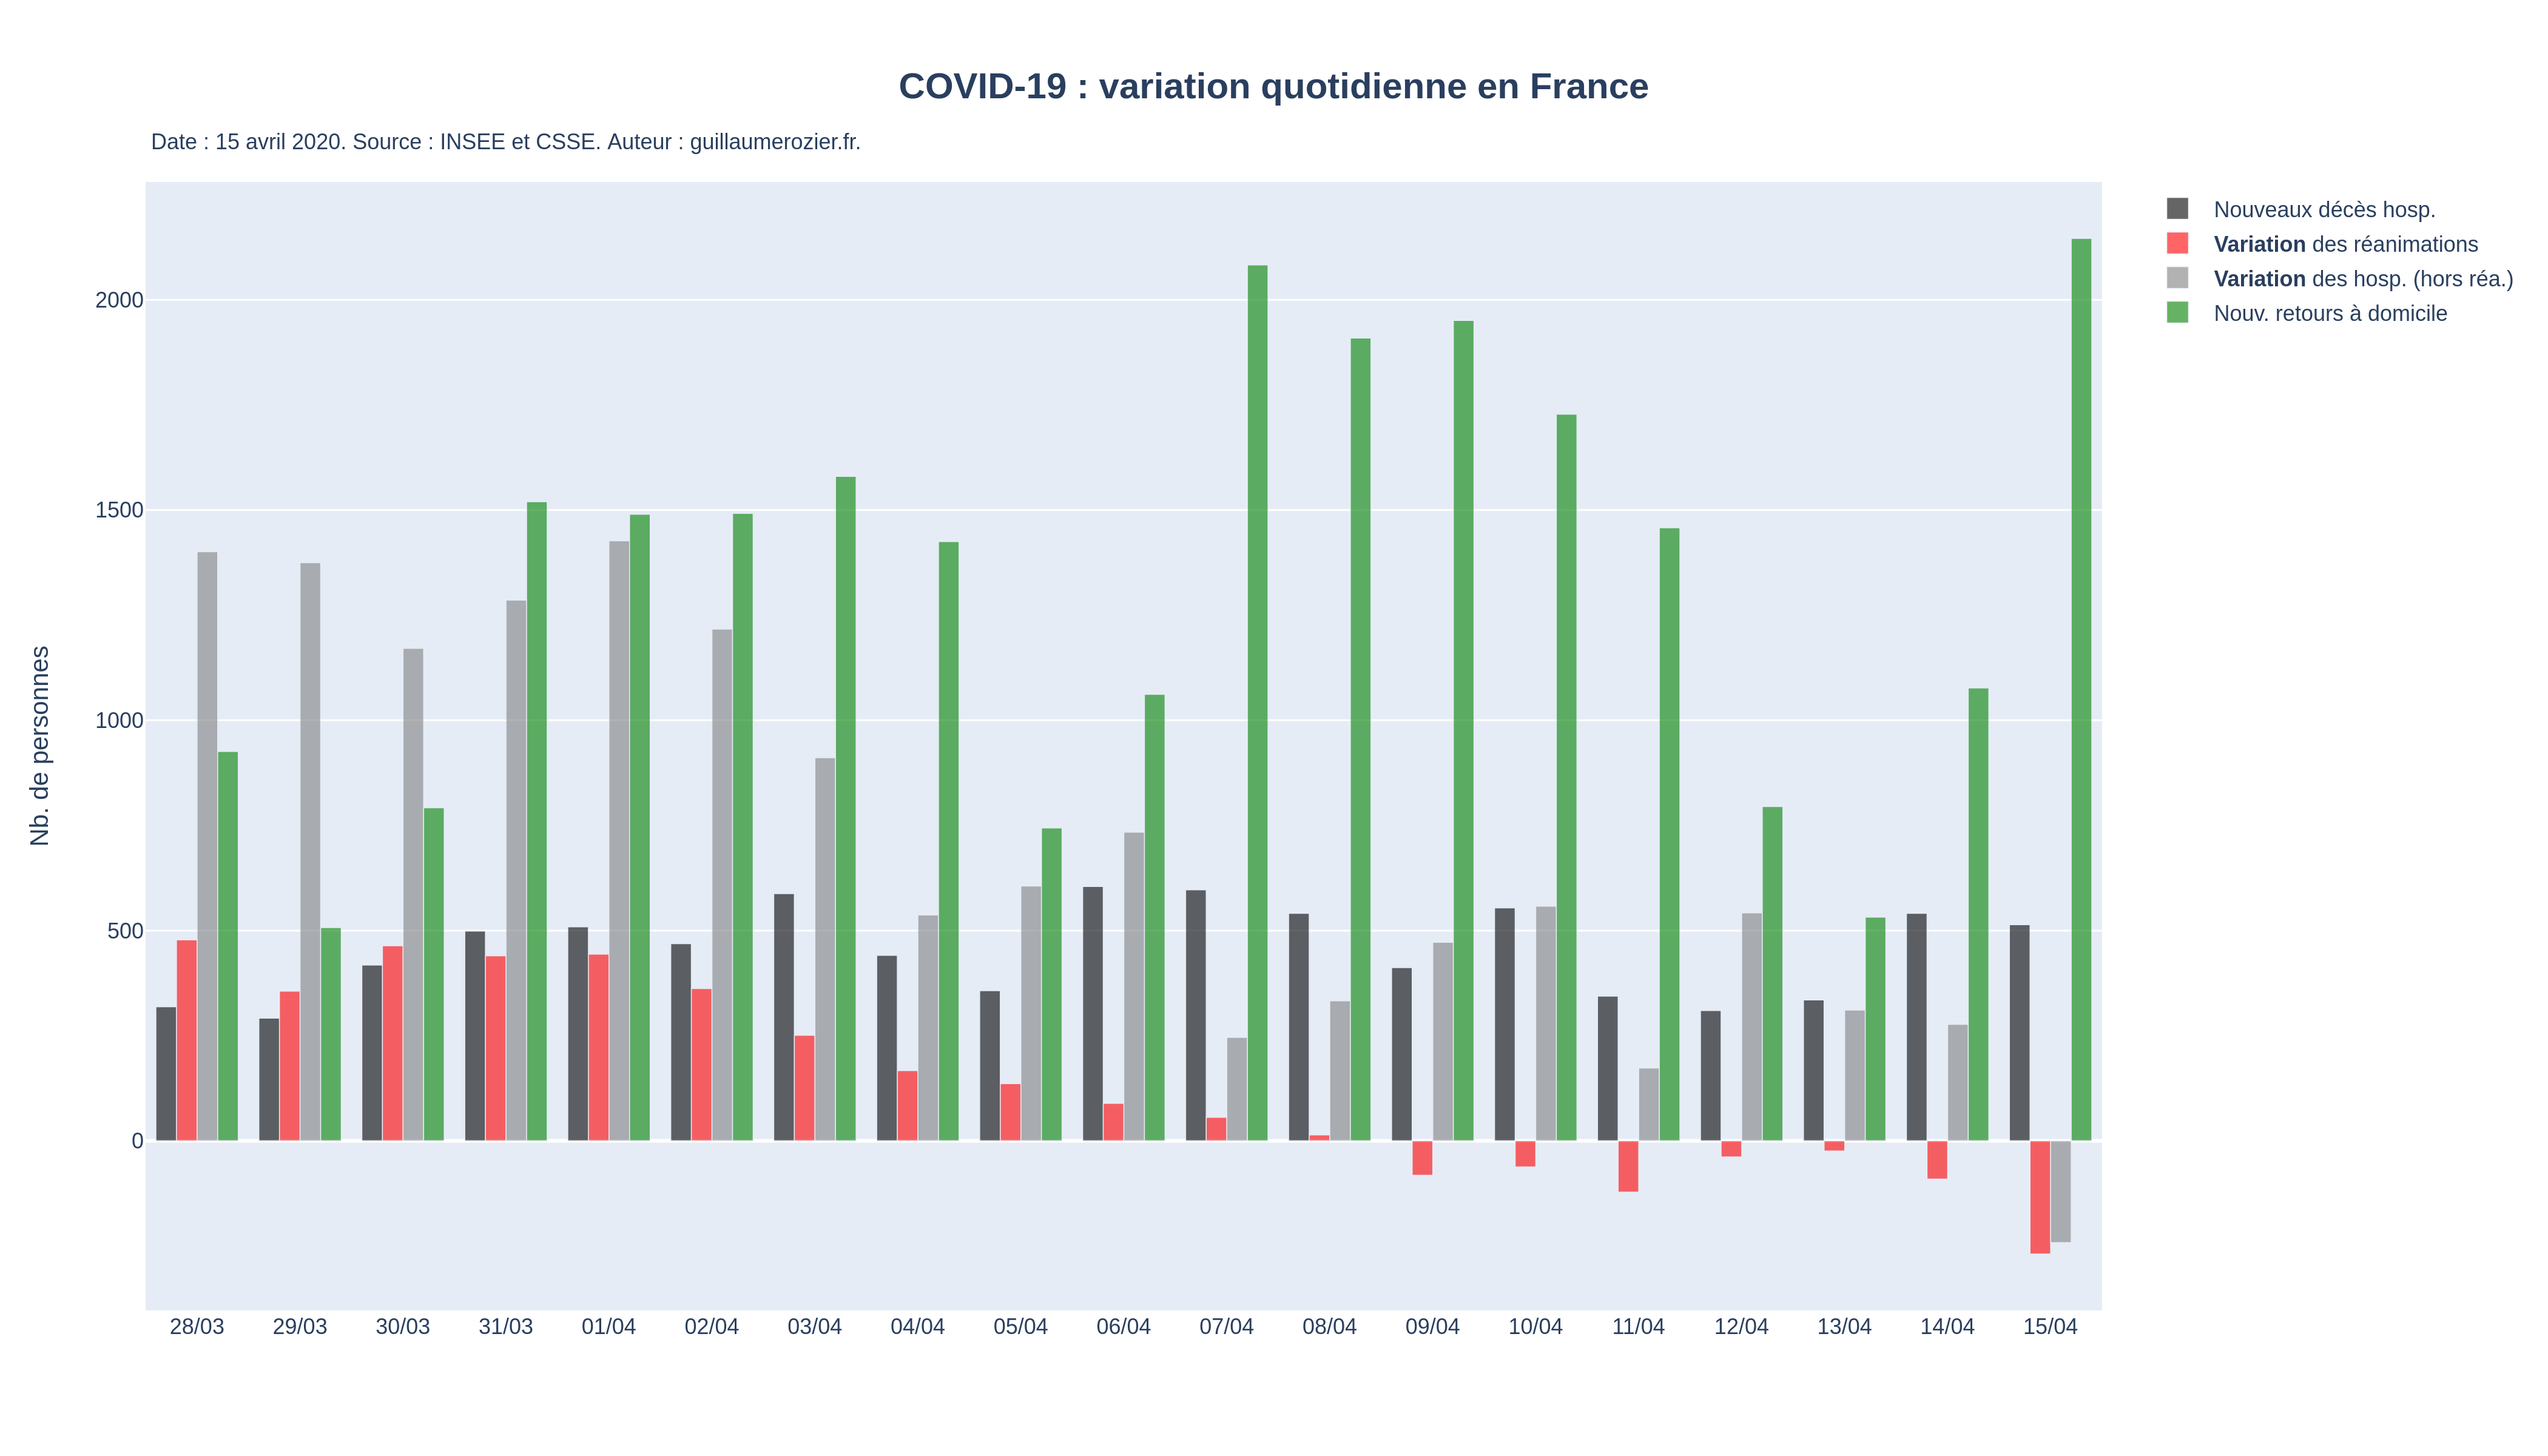 COVID-19 : variation quotidienne en France
Date : 15 avril 2020. Source : INSEE et CSSE. Auteur : guillaumerozier.fr.
Nouveaux décès hosp.
Variation des réanimations
Variation des hosp. (hors réa.)
Nouv. retours à domicile
Nb. de personnes
2000
1500
1000
500
0
28/03 29/03 30/03 31/03 01/04 02/04 03/04 04/04 05/04 06/04 07/04 08/04 09/04 10/04 11/04 12/04 13/04 14/04 15/04